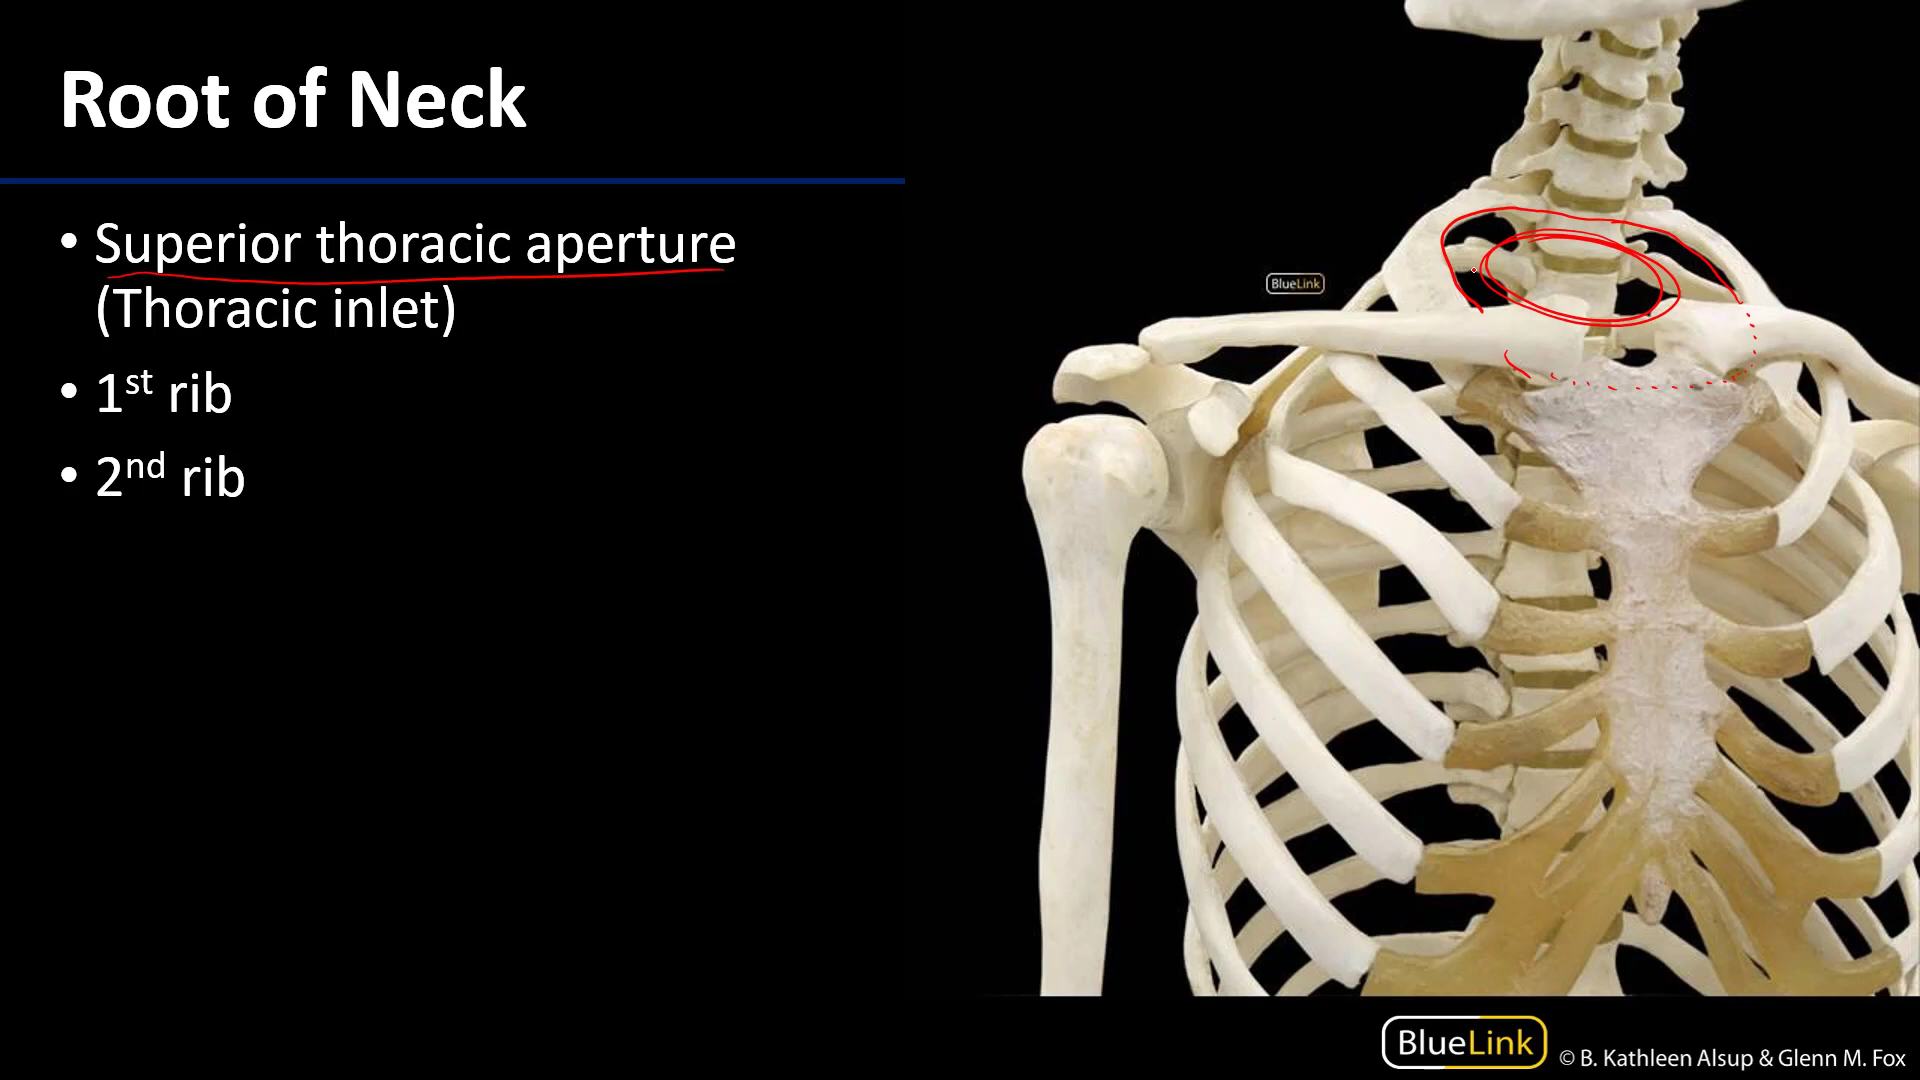 Root of Neck
• Superior thoracic aperture
(Thoracic inlet)
• 1st rib
• 2nd rib
BlueLink
BlueLink
© B. Kathleen Alsup & Glenn M. Fox